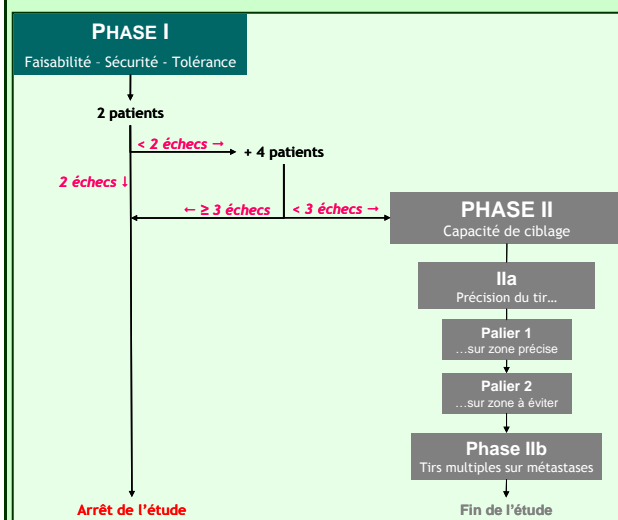 PHASE I
Faisabilité - Sécurité - Tolérance
2 patients
< 2 échecs →
+ 4 patients
2 échecs ↓
← ≥ 3 échecs
< 3 échecs →
PHASE II
Capacité de ciblage
IIa
Précision du tir…
Palier 1
…sur zone précise
Palier 2
…sur zone à éviter
Phase IIb
Tirs multiples sur métastases
Arrêt de l'étude
Fin de l'étude